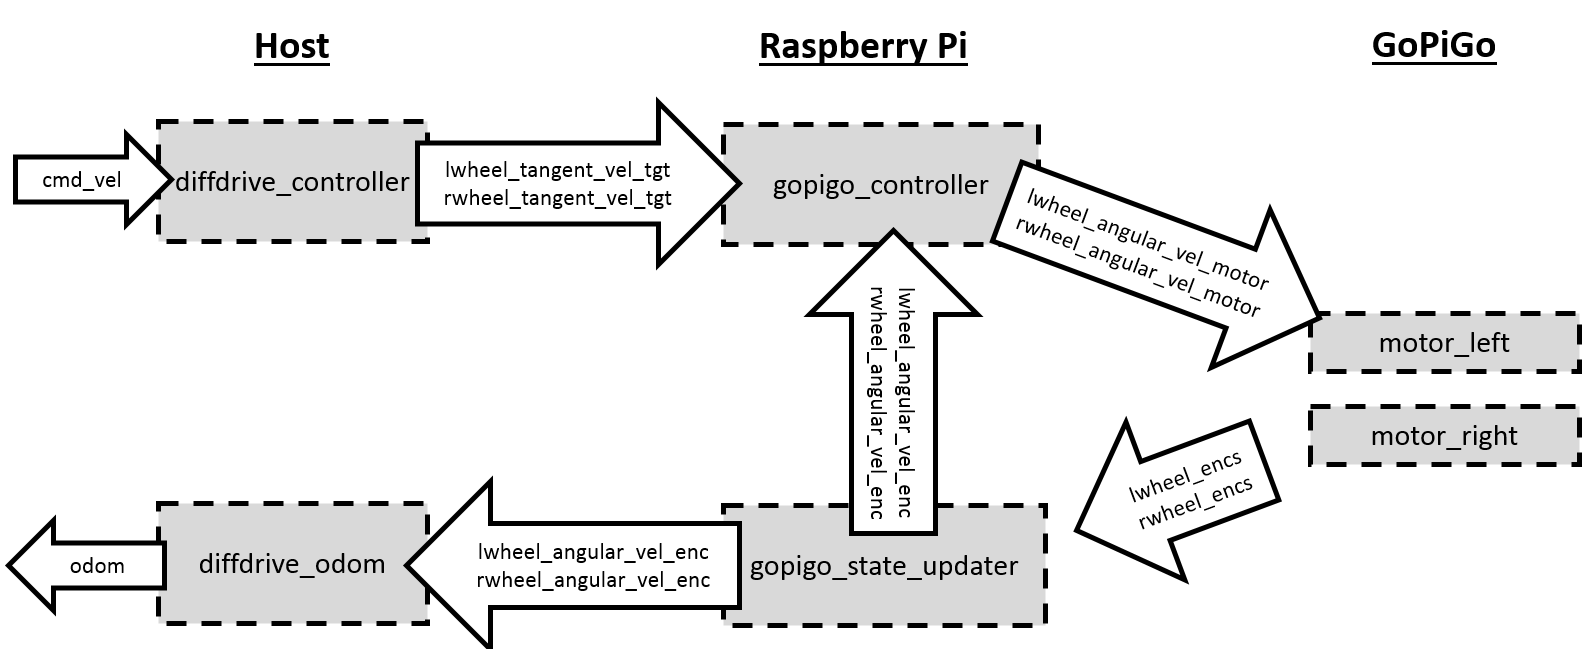 Host
Raspberry Pi
GoPiGo
cmd_vel
diffdrive_controller
lwheel_tangent_vel_tgt
rwheel_tangent_vel_tgt
gopigo_controller
lwheel_angular_vel_motor
rwheel_angular_vel_motor
motor_left
motor_right
lwheel_encs
rwheel_encs
lwheel_angular_vel_enc
rwheel_angular_vel_enc
gopigo_state_updater
lwheel_angular_vel_enc
rwheel_angular_vel_enc
diffdrive_odom
odom